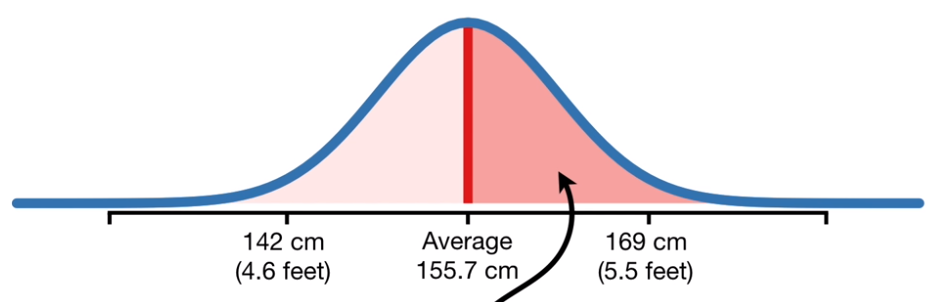 142 cm
(4.6 feet)
Average
155.7 cm
169 cm
(5.5 feet)